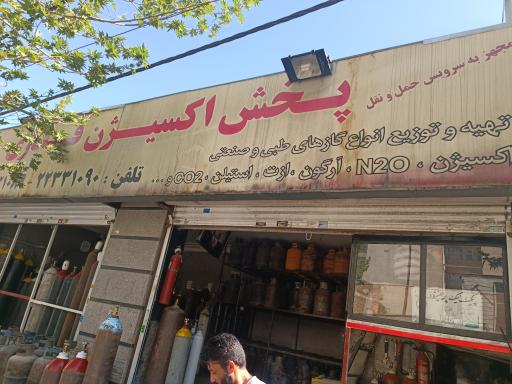 مجهز به سرویس حمل و نقل
پخش اکسیژن
تهیه و توزیع انواع گازهای طبی و صنعتی
اکسیژن ، N2O ، آرگون ، ازت ، استیلن ، CO2 و ...
تلفن : ۲۲۳۳۱۰۹۰